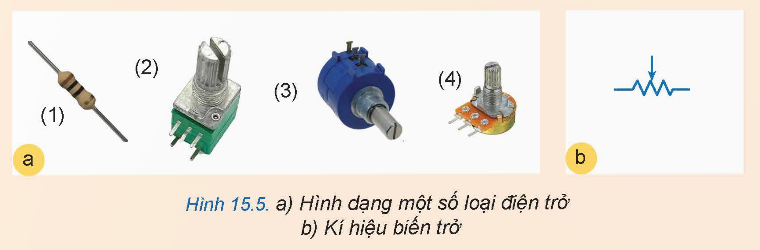 (1)
(2)
(3)
(4)
a
b
Hình 15.5. a) Hình dạng một số loại điện trở
b) Kí hiệu biến trở